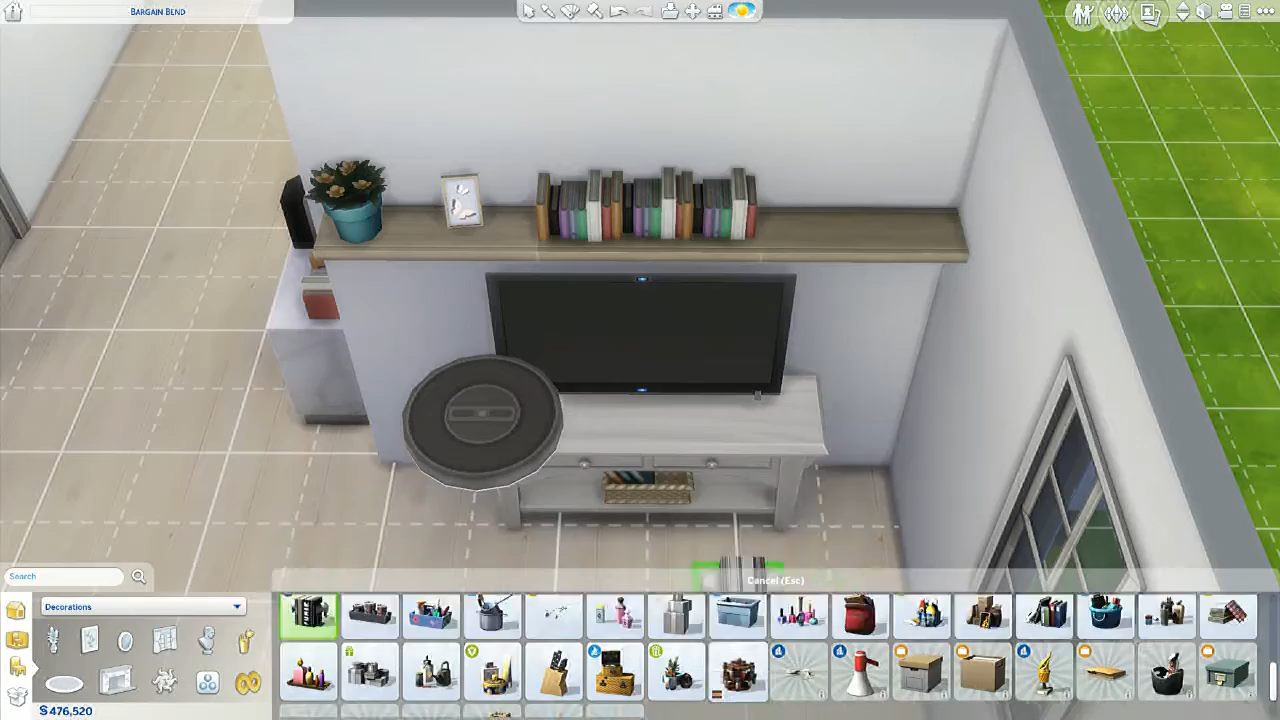 BARGAIN BEND
Search
Cancel (Esc)
Decorations
§476,520